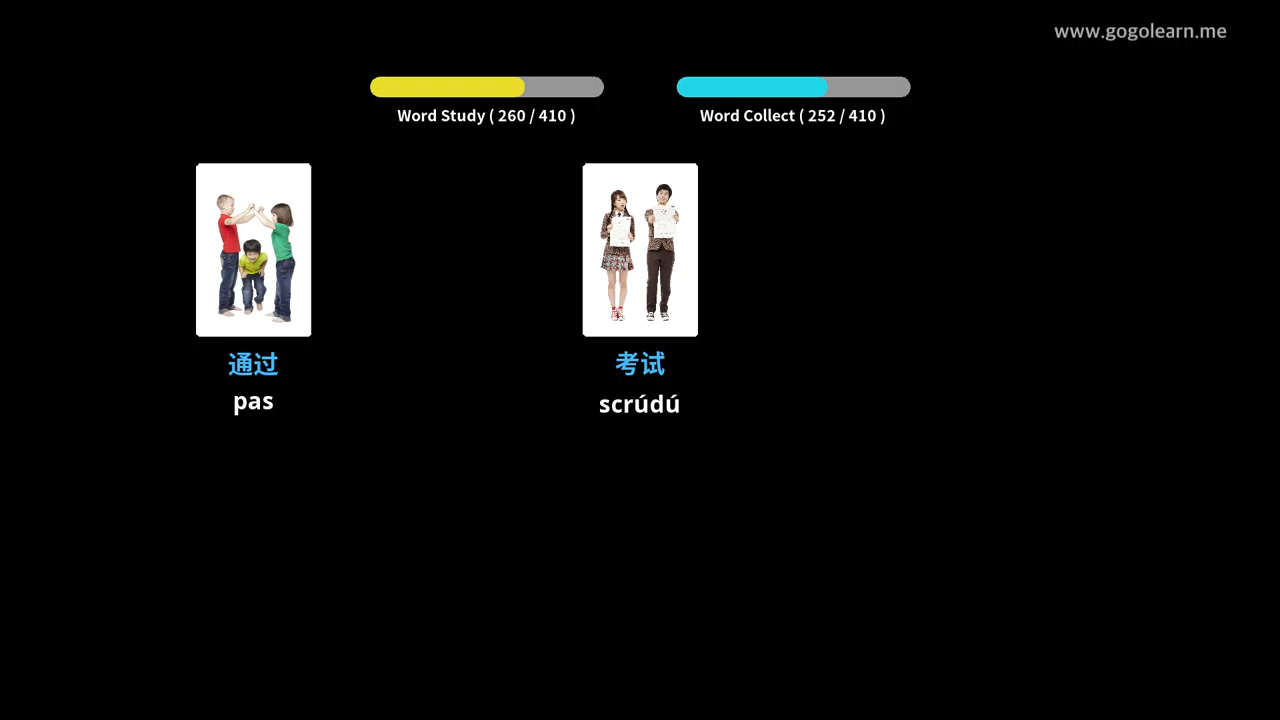 www.gogolearn.me
Word Study ( 260 / 410 )
Word Collect ( 252 / 410 )
通过
pas
考试
scrúdú